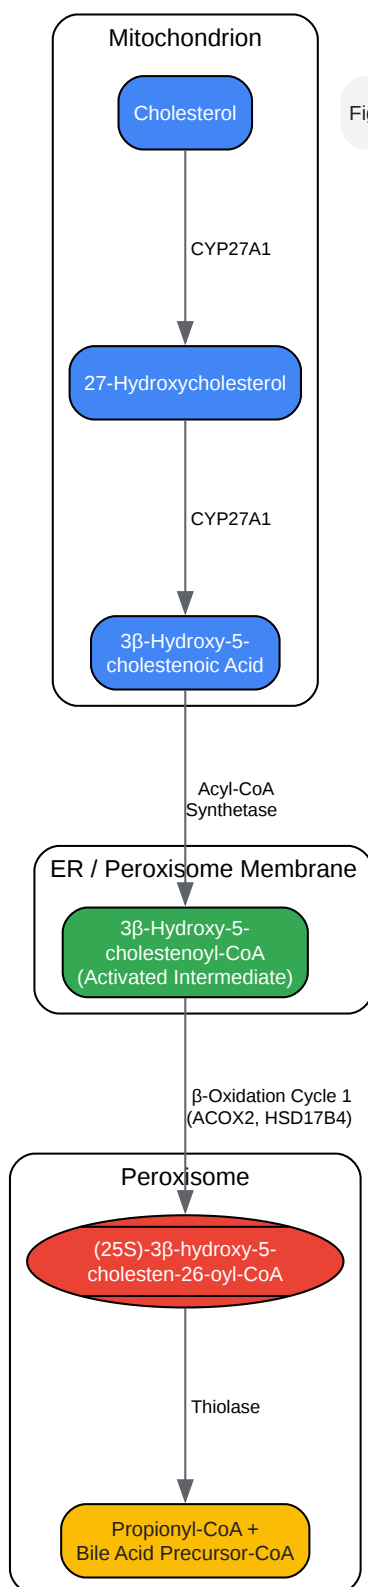 Mitochondrion
Cholesterol
Fig
CYP27A1
27-Hydroxycholesterol
CYP27A1
3β-Hydroxy-5-
cholestenoic Acid
Acyl-CoA
Synthetase
ER / Peroxisome Membrane
3β-Hydroxy-5-
cholestenoyl-CoA
(Activated Intermediate)
β-Oxidation Cycle 1
(ACOX2, HSD17B4)
Peroxisome
(25S)-3β-hydroxy-5-
cholesten-26-oyl-CoA
Thiolase
Propionyl-CoA +
Bile Acid Precursor-CoA